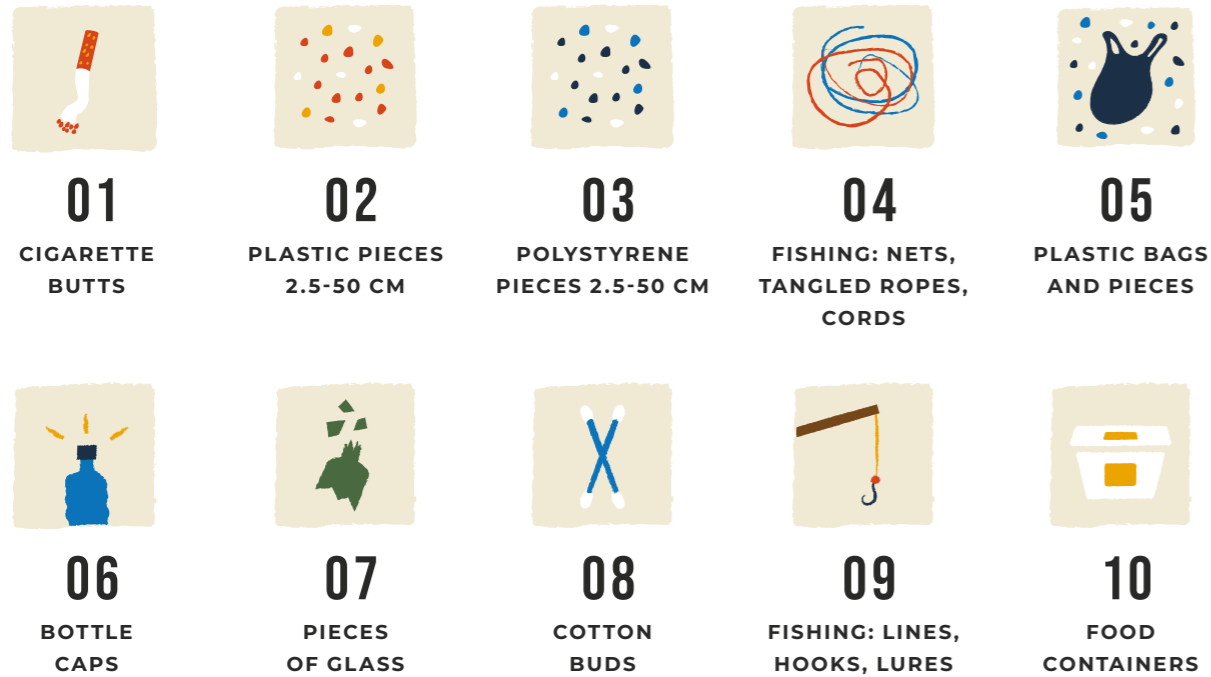 01
CIGARETTE
BUTTS
02
PLASTIC PIECES
2.5-50 CM
03
POLYSTYRENE
PIECES 2.5-50 CM
04
FISHING: NETS,
TANGLED ROPES,
CORDS
05
PLASTIC BAGS
AND PIECES
06
BOTTLE
CAPS
07
PIECES
OF GLASS
08
COTTON
BUDS
09
FISHING: LINES,
HOOKS, LURES
10
FOOD
CONTAINERS